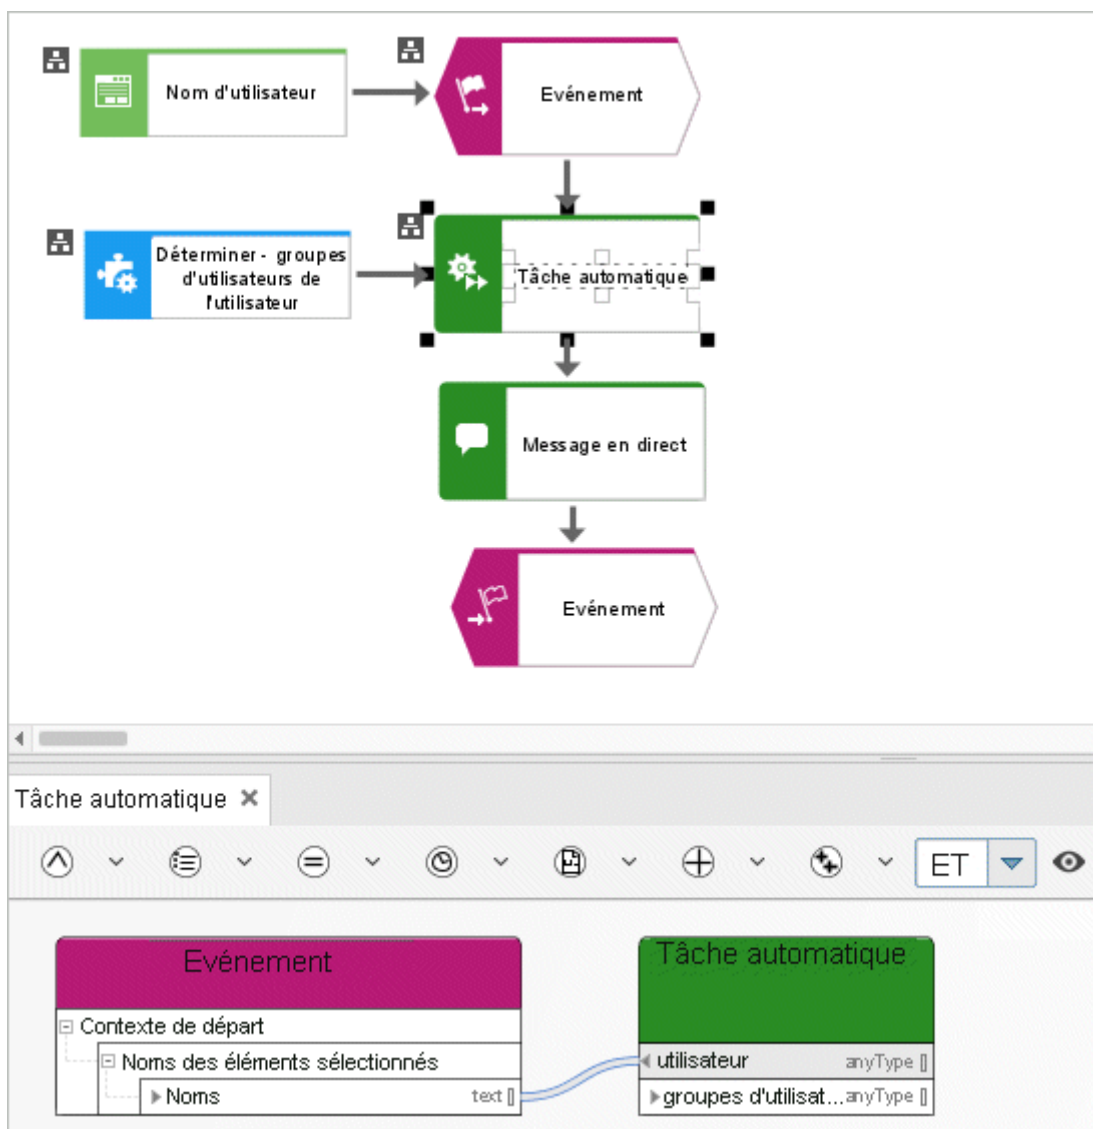 Nom d'utilisateur
Evénement
Déterminer - groupes
d'utilisateurs de
l'utilisateur
Tâche automatique
Message en direct
Evénement
Tâche automatique
ET
Evénement
Tâche automatique
Contexte de départ
Noms des éléments sélectionnés
utilisateur anyType []
Noms text []
groupes d'utilisat...anyType []